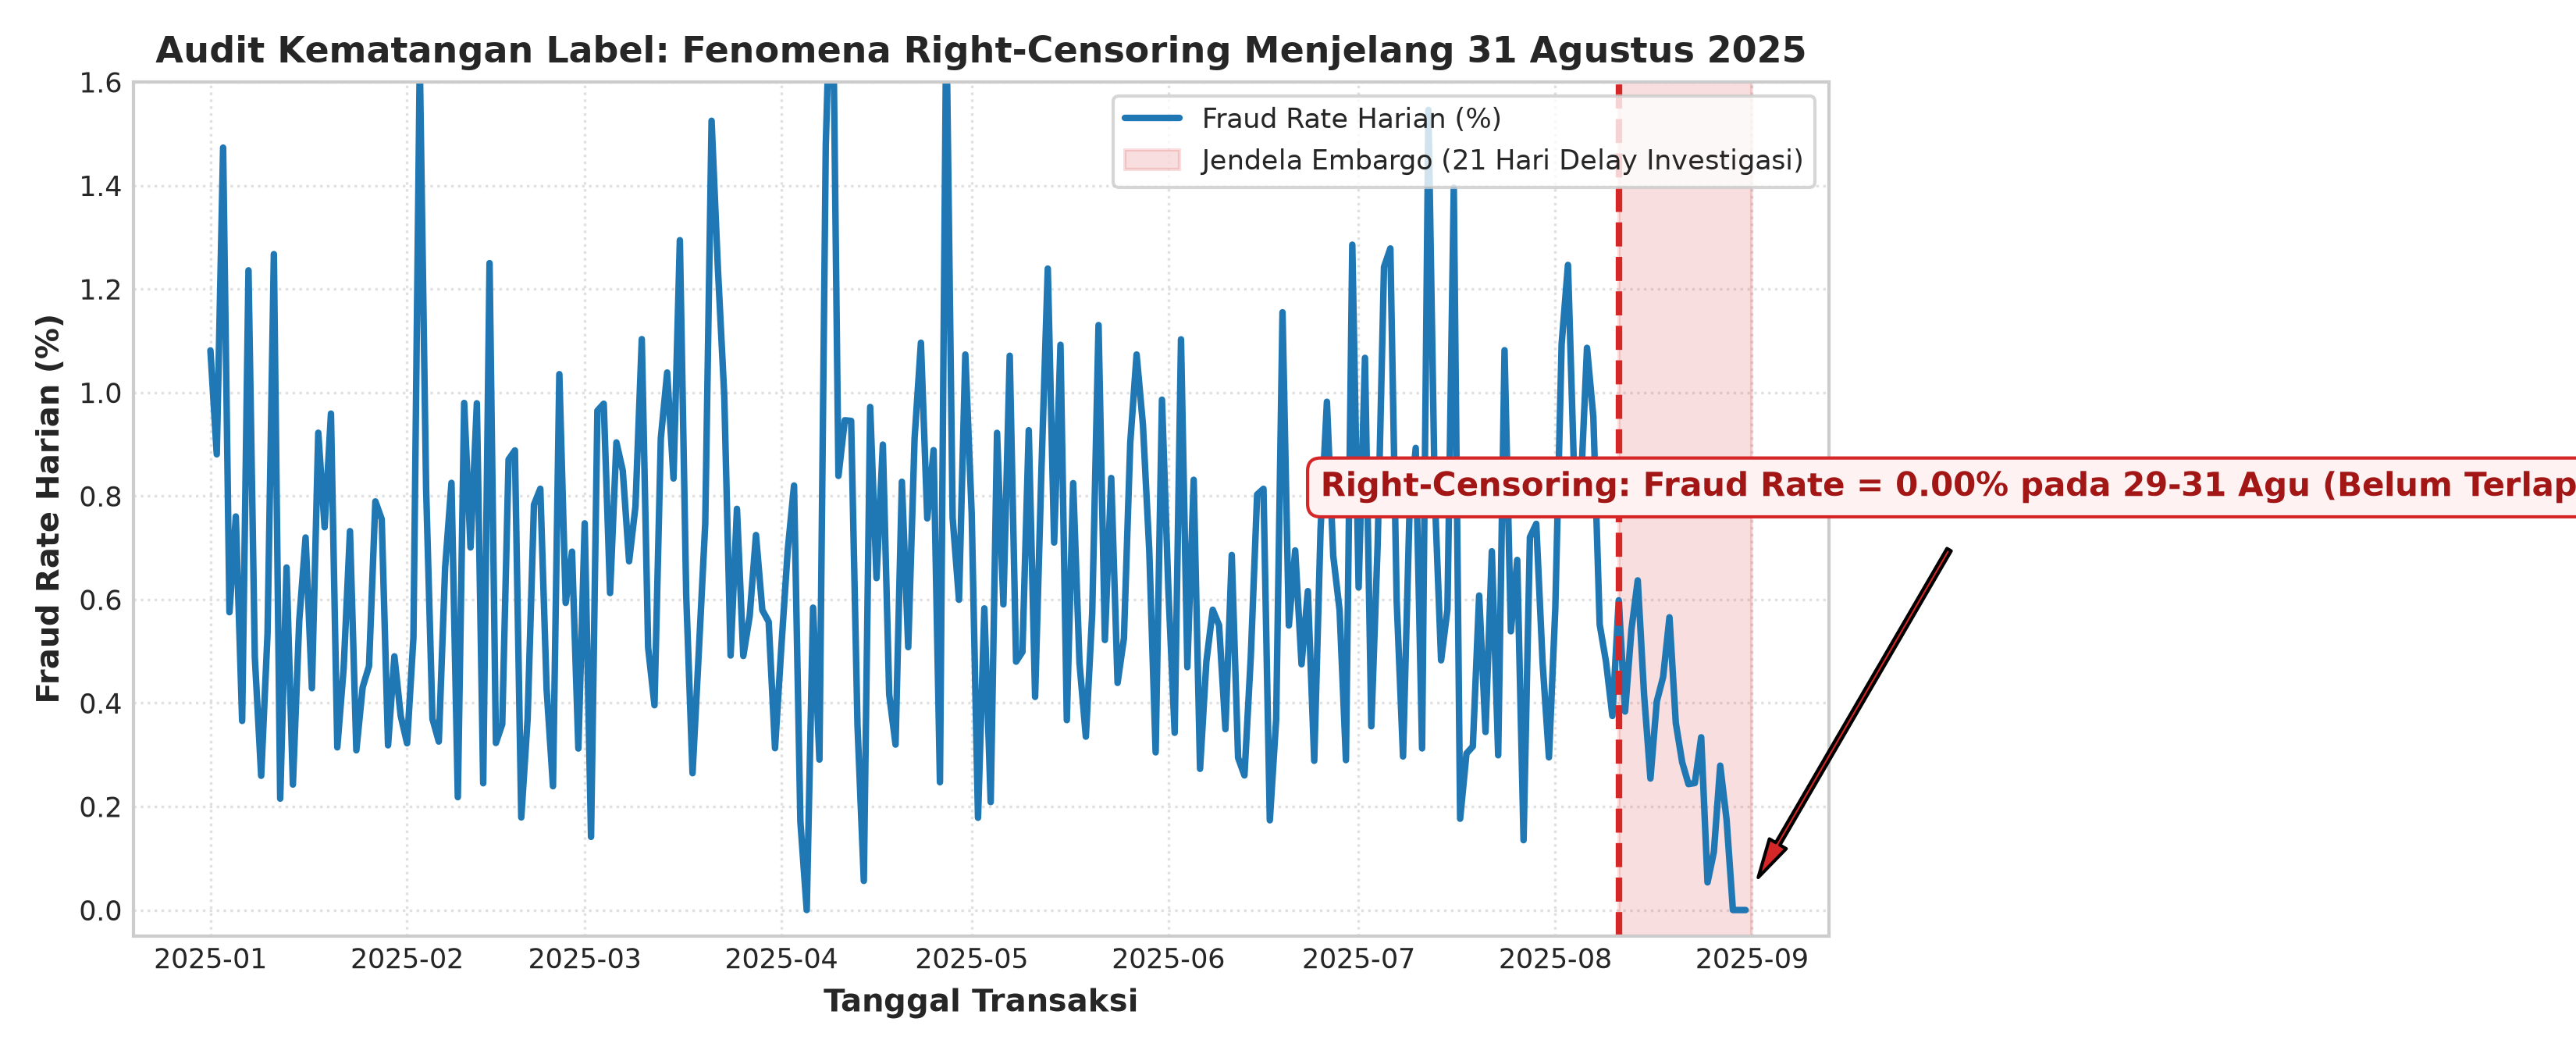 Audit Kematangan Label: Fenomena Right-Censoring Menjelang 31 Agustus 2025
Fraud Rate Harian (%)
1.6
1.4
1.2
1.0
0.8
0.6
0.4
0.2
0.0
Fraud Rate Harian (%)
Jendela Embargo (21 Hari Delay Investigasi)
Right-Censoring: Fraud Rate = 0.00% pada 29-31 Agu (Belum Terlap
2025-01 2025-02 2025-03 2025-04 2025-05 2025-06 2025-07 2025-08 2025-09
Tanggal Transaksi